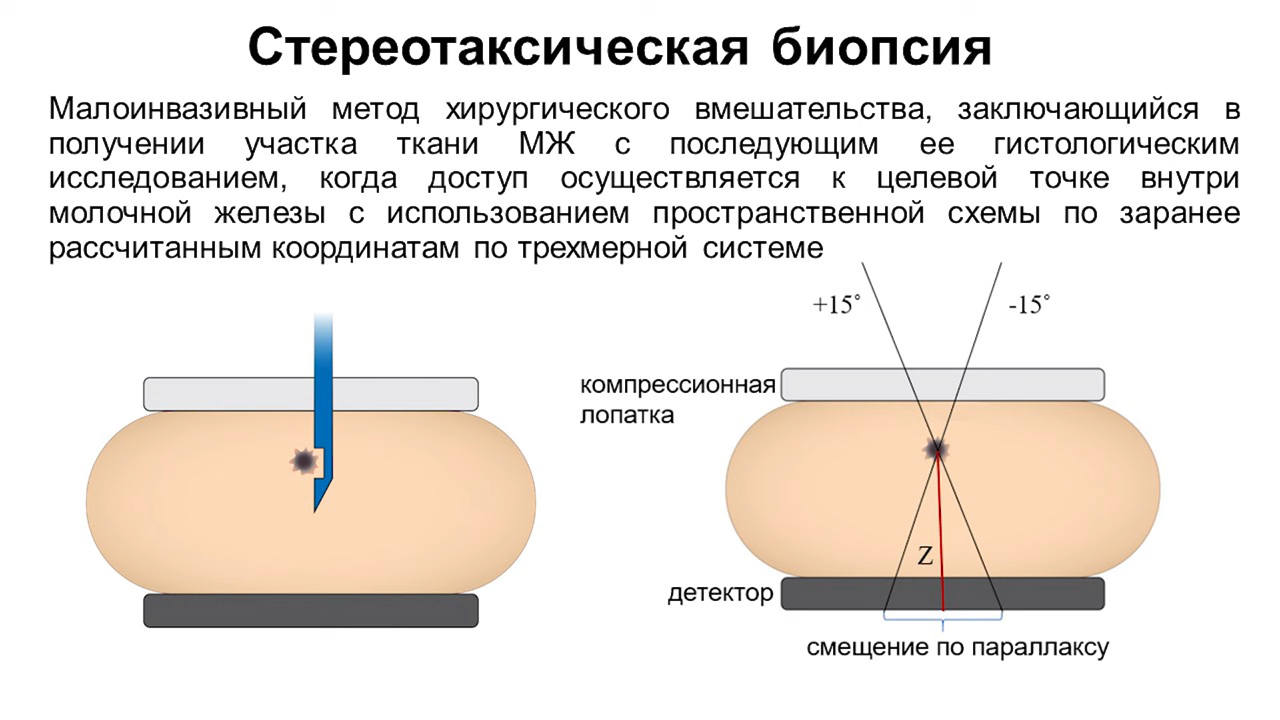 Стереотаксическая биопсия
Малоинвазивный метод хирургического вмешательства, заключающийся в
получении участка ткани МЖ с последующим ее гистологическим
исследованием, когда доступ осуществляется к целевой точке внутри
молочной железы с использованием пространственной схемы по заранее
рассчитанным координатам по трехмерной системе
+15˚
-15˚
компрессионная
лопатка
Z
детектор
смещение по параллаксу